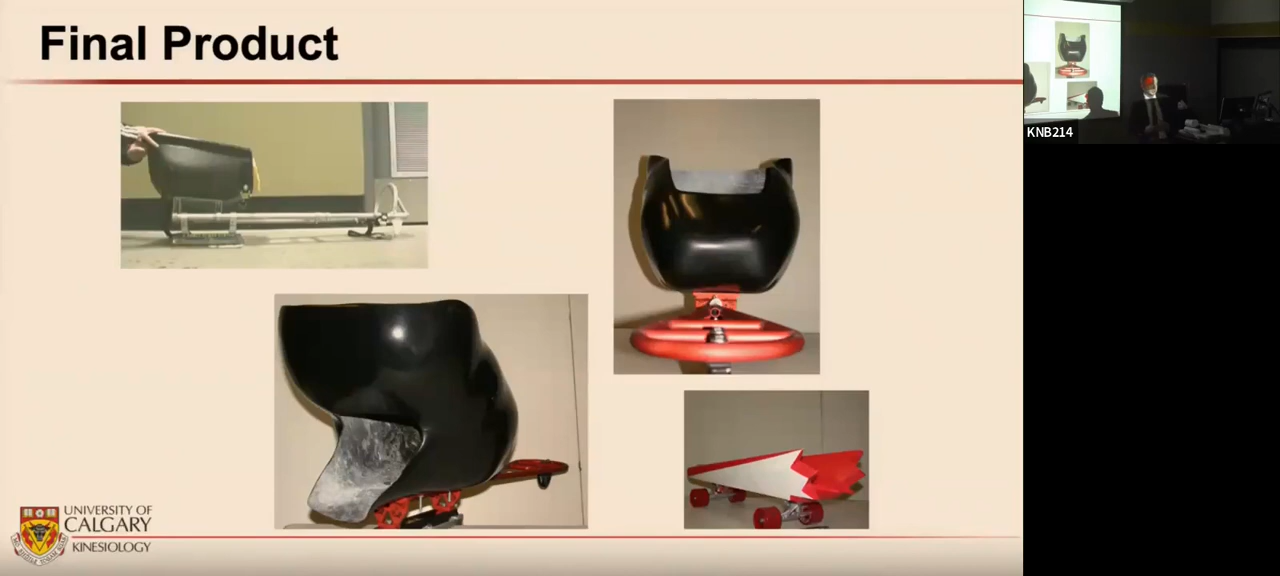 Final Product
KNB214
UNIVERSITY OF
CALGARY
KINESIOLOGY